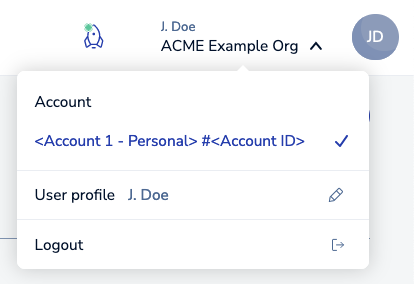 J. Doe
ACME Example Org
JD
Account
<Account 1 - Personal> #<Account ID>
User profile J. Doe
Logout